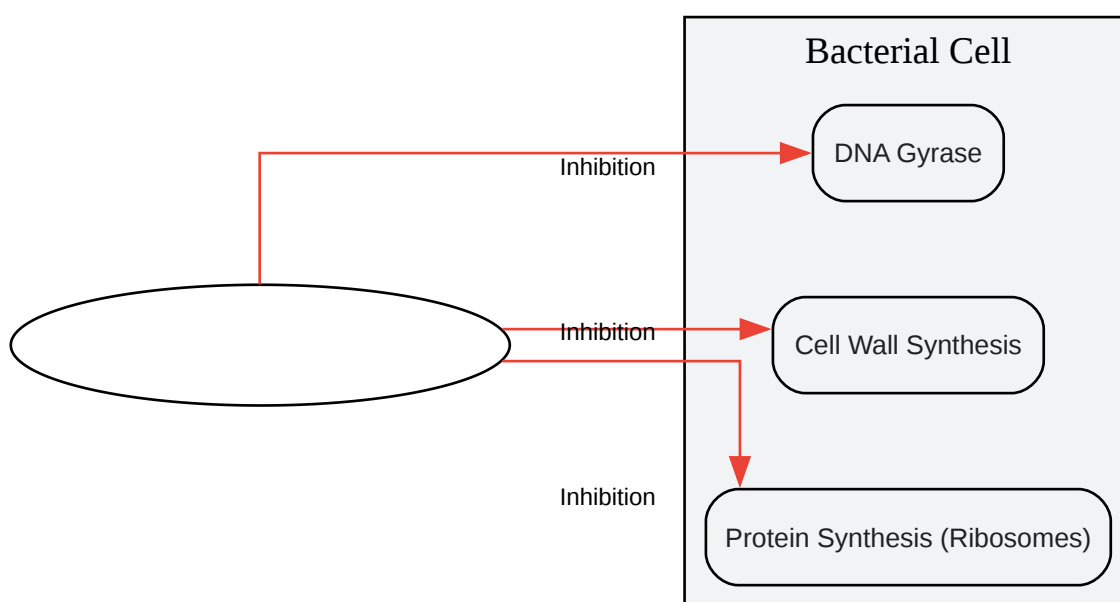 Bacterial Cell
DNA Gyrase
Inhibition
Inhibition
Cell Wall Synthesis
Inhibition
Protein Synthesis (Ribosomes)